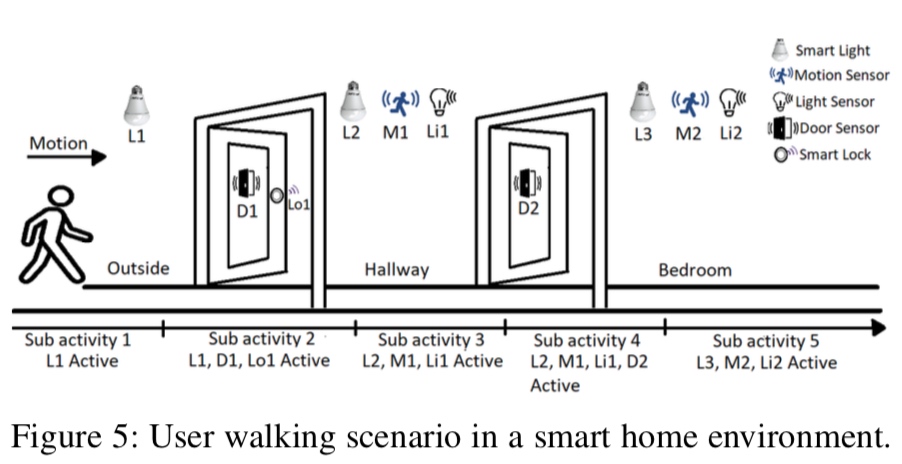 Smart Light
Motion Sensor
Light Sensor
Door Sensor
Smart Lock
Motion
L1
L2
M1
Li1
L3
M2
Li2
D1
Lo1
D2
Outside
Hallway
Bedroom
Sub activity 1
L1 Active
Sub activity 2
L1, D1, Lo1 Active
Sub activity 3
L2, M1, Li1 Active
Sub activity 4
L2, M1, Li1, D2
Active
Sub activity 5
L3, M2, Li2 Active
Figure 5: User walking scenario in a smart home environment.